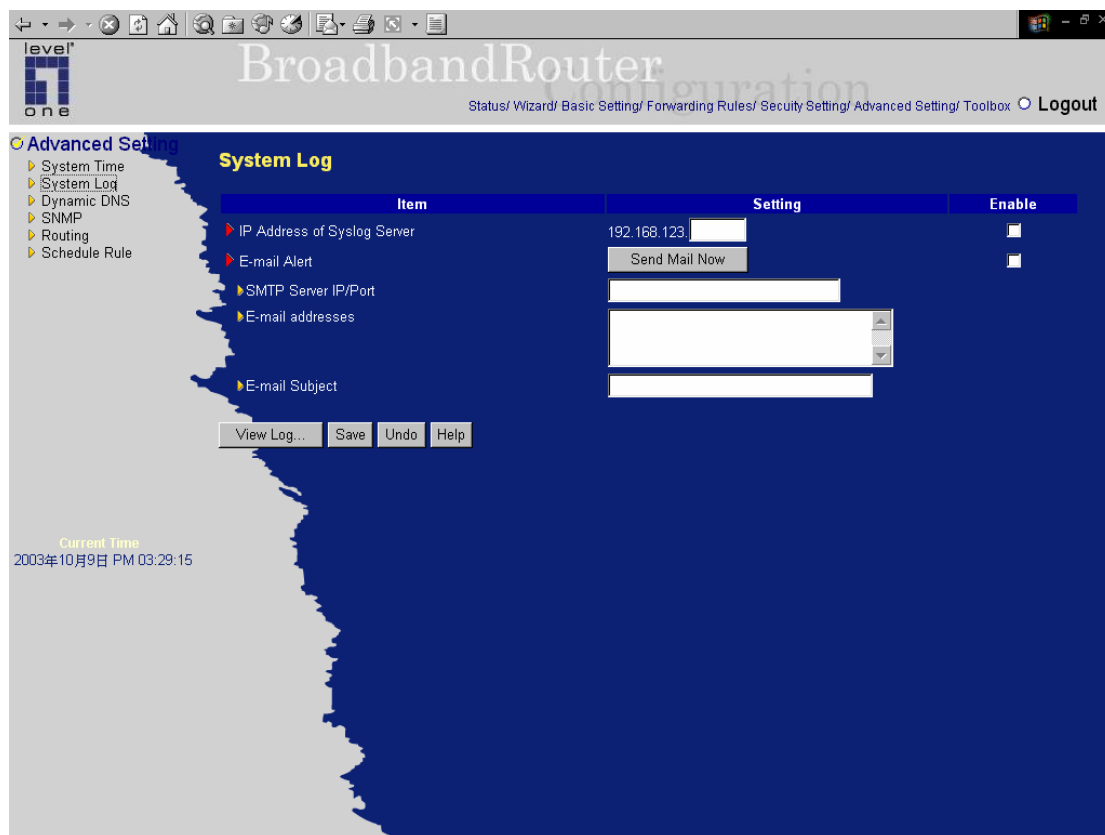 level
one
BroadbandRouter
Configuration
Status/ Wizard/ Basic Setting/ Forwarding Rules/ Secuity Setting/ Advanced Setting/ Toolbox Logout
Advanced Setting
System Time
System Log
Dynamic DNS
SNMP
Routing
Schedule Rule
System Log
Item Setting Enable
IP Address of Syslog Server 192.168.123.
E-mail Alert Send Mail Now
SMTP Server IP/Port
E-mail addresses
E-mail Subject
View Log... Save Undo Help
Current Time
2003年10月9日 PM 03:29:15